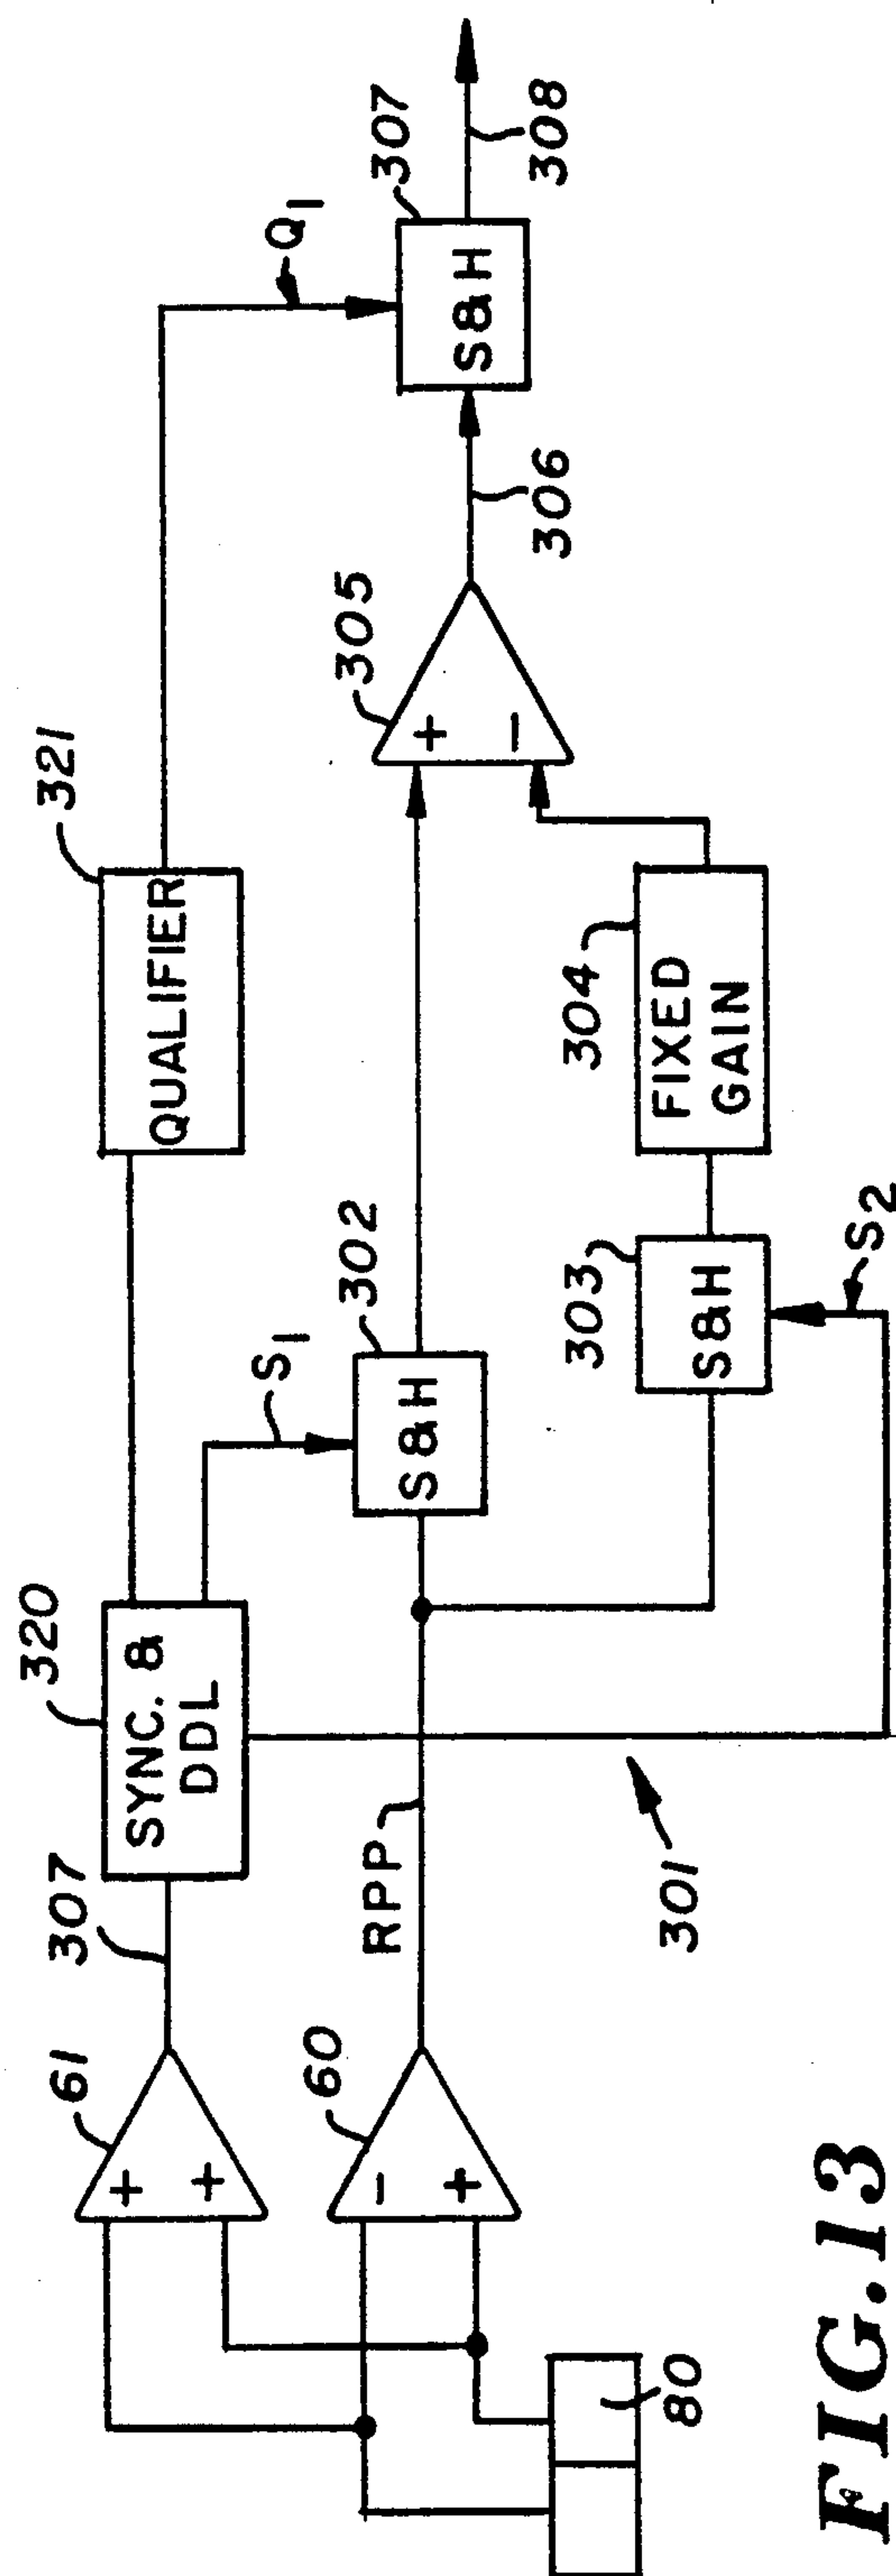 61
+
+
307
320
SYNC. &
DDL
321
QUALIFIER
Q1
60
-
+
RPP
S1
302
S & H
305
+
-
306
307
S & H
308
303
S & H
S2
304
FIXED
GAIN
80
301
FIG. 13